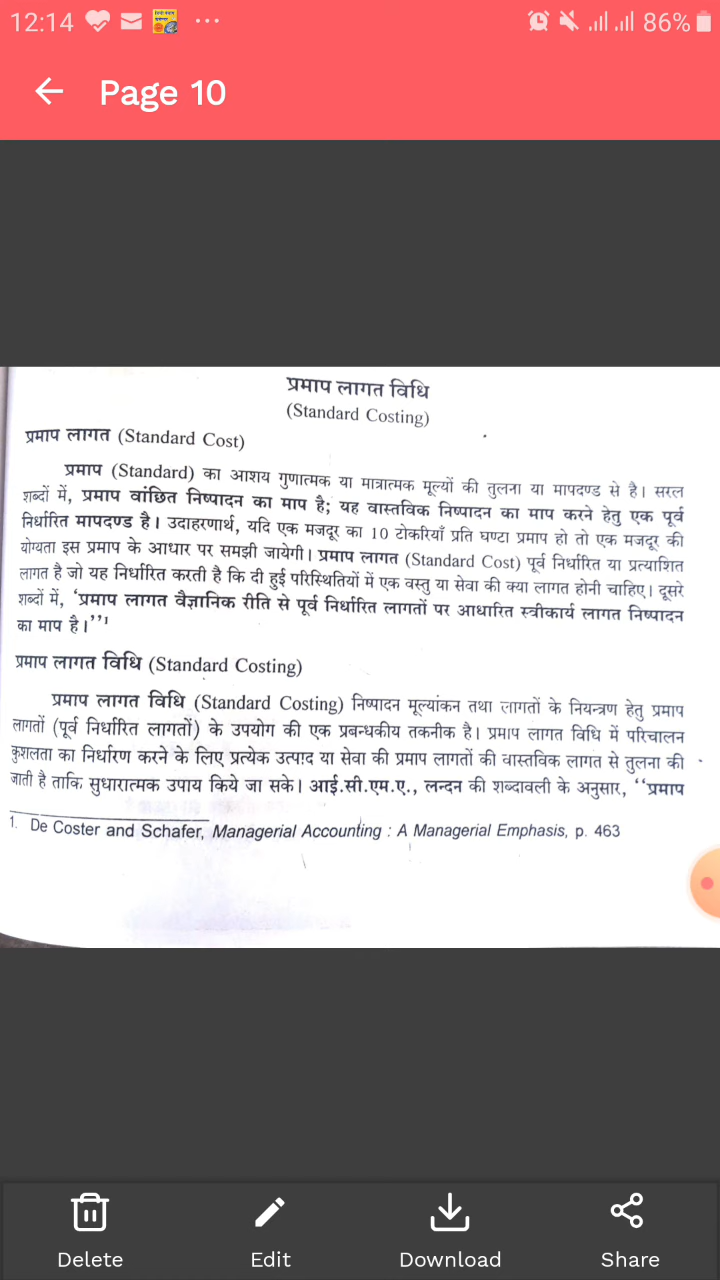 12:14
86%
Page 10
प्रमाप लागत विधि
(Standard Costing)
प्रमाप लागत (Standard Cost)
प्रमाप (Standard) का आशय गुणात्मक या मात्रात्मक मूल्यों की तुलना या मापदण्ड से है। सरल
शब्दों में, प्रमाप वांछित निष्पादन का माप है; यह वास्तविक निष्पादन का माप करने हेतु एक पूर्व
निर्धारित मापदण्ड है। उदाहरणार्थ, यदि एक मजदूर का 10 टोकरियाँ प्रति घण्टा प्रमाप हो तो एक मजदूर की
योग्यता इस प्रमाप के आधार पर समझी जायेगी। प्रमाप लागत (Standard Cost) पूर्व निर्धारित या प्रत्याशित
लागत है जो यह निर्धारित करती है कि दी हुई परिस्थितियों में एक वस्तु या सेवा की क्या लागत होनी चाहिए। दूसरे
शब्दों में, ‘प्रमाप लागत वैज्ञानिक रीति से पूर्व निर्धारित लागतों पर आधारित स्वीकार्य लागत निष्पादन
का माप है।’’¹
प्रमाप लागत विधि (Standard Costing)
प्रमाप लागत विधि (Standard Costing) निष्पादन मूल्यांकन तथा लागतों के नियन्त्रण हेतु प्रमाप
लागतों (पूर्व निर्धारित लागतों) के उपयोग की एक प्रबन्धकीय तकनीक है। प्रमाप लागत विधि में परिचालन
कुशलता का निर्धारण करने के लिए प्रत्येक उत्पाद या सेवा की प्रमाप लागतों की वास्तविक लागत से तुलना की
जाती है ताकि सुधारात्मक उपाय किये जा सके। आई.सी.एम.ए., लन्दन की शब्दावली के अनुसार, ‘‘प्रमाप
1. De Coster and Schafer, Managerial Accounting : A Managerial Emphasis, p. 463
Delete
Edit
Download
Share